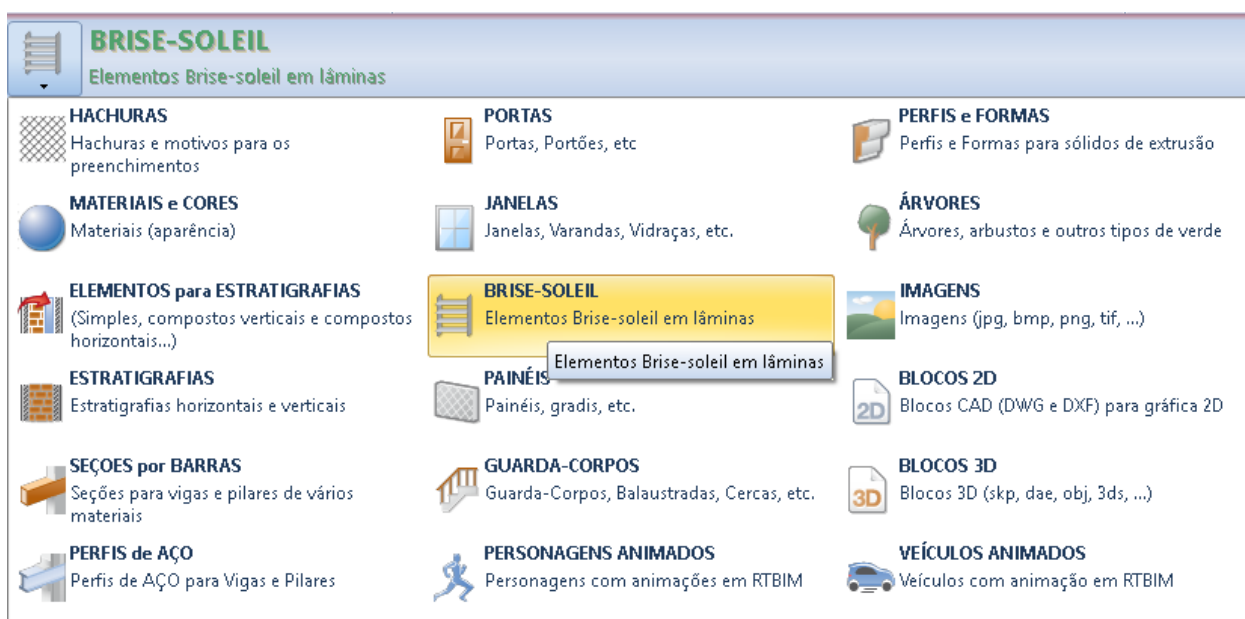 BRISE-SOLEIL
Elementos Brise-soleil em lâminas
HACHURAS
Hachuras e motivos para os
preenchimentos
PORTAS
Portas, Portões, etc
PERFIS e FORMAS
Perfis e Formas para sólidos de extrusão
MATERIAIS e CORES
Materiais (aparência)
JANELAS
Janelas, Varandas, Vidraças, etc.
ÁRVORES
Árvores, arbustos e outros tipos de verde
ELEMENTOS para ESTRATIGRAFIAS
(Simples, compostos verticais e compostos
horizontais...)
BRISE-SOLEIL
Elementos Brise-soleil em lâminas
Elementos Brise-soleil em lâminas
IMAGENS
Imagens (jpg, bmp, png, tif, ...)
ESTRATIGRAFIAS
Estratigrafias horizontais e verticais
PAINÉIS
Painéis, gradis, etc.
BLOCOS 2D
2D
Blocos CAD (DWG e DXF) para gráfica 2D
SEÇOES por BARRAS
Seções para vigas e pilares de vários
materiais
GUARDA-CORPOS
Guarda-Corpos, Balaustradas, Cercas, etc.
BLOCOS 3D
3D
Blocos 3D (skp, dae, obj, 3ds, ...)
PERFIS de AÇO
Perfis de AÇO para Vigas e Pilares
PERSONAGENS ANIMADOS
Personagens com animações em RTBIM
VEÍCULOS ANIMADOS
Veículos com animação em RTBIM